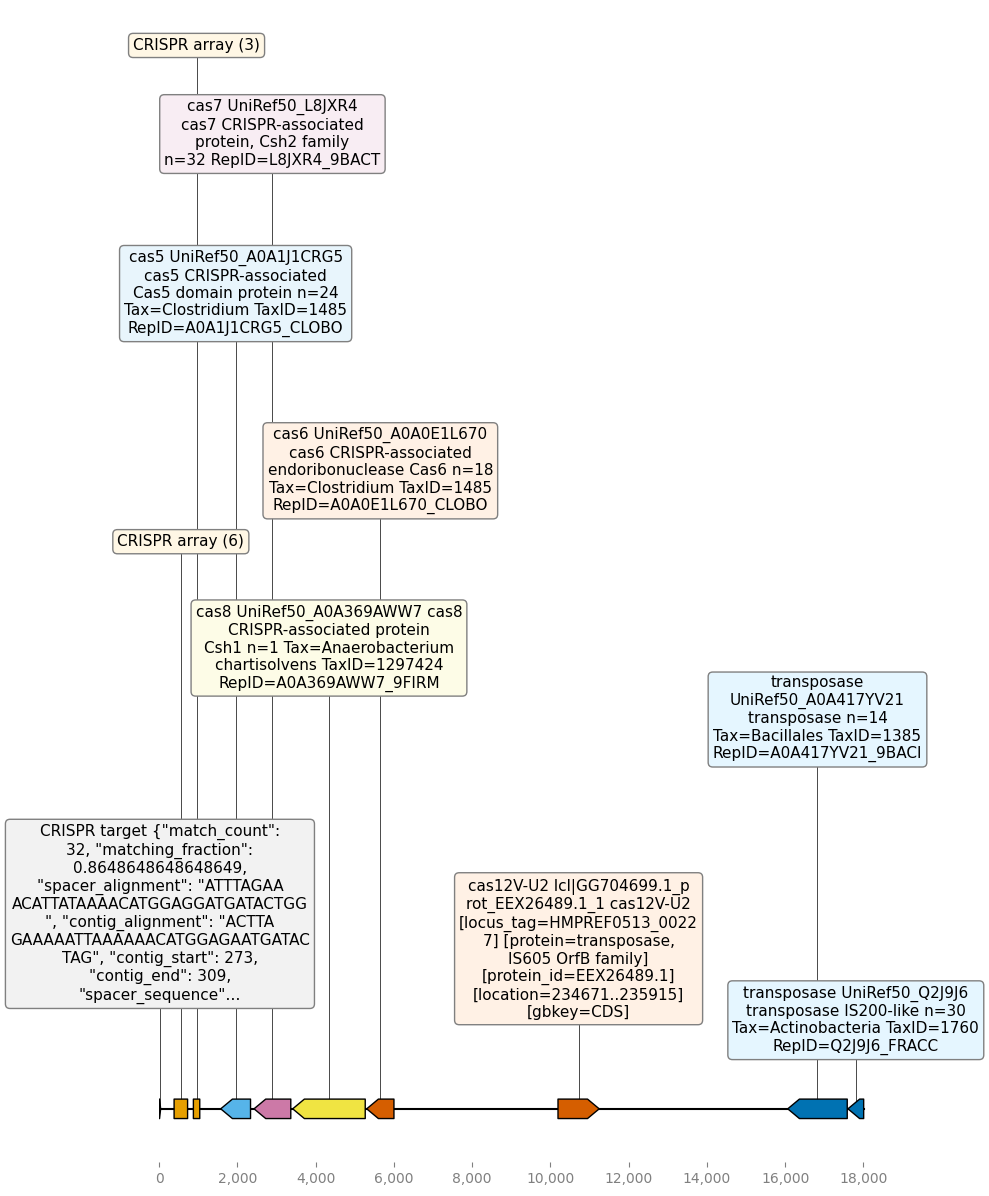 CRISPR array (3)
cas7 UniRef50_L8JXR4
cas7 CRISPR-associated
protein, Csh2 family
n=32 RepID=L8JXR4_9BACT
cas5 UniRef50_A0A1J1CRG5
cas5 CRISPR-associated
Cas5 domain protein n=24
Tax=Clostridium TaxID=1485
RepID=A0A1J1CRG5_CLOBO
cas6 UniRef50_A0A0E1L670
cas6 CRISPR-associated
endoribonuclease Cas6 n=18
Tax=Clostridium TaxID=1485
RepID=A0A0E1L670_CLOBO
CRISPR array (6)
cas8 UniRef50_A0A369AWW7 cas8
CRISPR-associated protein
Csh1 n=1 Tax=Anaerobacterium
chartisolvens TaxID=1297424
RepID=A0A369AWW7_9FIRM
transposase
UniRef50_A0A417YV21
transposase n=14
Tax=Bacillales TaxID=1385
RepID=A0A417YV21_9BACI
CRISPR target {"match_count":
32, "matching_fraction":
0.8648648648648649,
"spacer_alignment": "ATTTAGAA
ACATTATAAAACATGGAGGATGATACTGG
", "contig_alignment": "ACTTA
GAAAAATTAAAAAACATGGAGAATGATAC
TAG", "contig_start": 273,
"contig_end": 309,
"spacer_sequence"...
cas12V-U2 lcl|GG704699.1_p
rot_EEX26489.1_1 cas12V-U2
[locus_tag=HMPREF0513_0022
7] [protein=transposase,
IS605 OrfB family]
[protein_id=EEX26489.1]
[location=234671..235915]
[gbkey=CDS]
transposase UniRef50_Q2J9J6
transposase IS200-like n=30
Tax=Actinobacteria TaxID=1760
RepID=Q2J9J6_FRACC
0
2,000
4,000
6,000
8,000
10,000
12,000
14,000
16,000
18,000